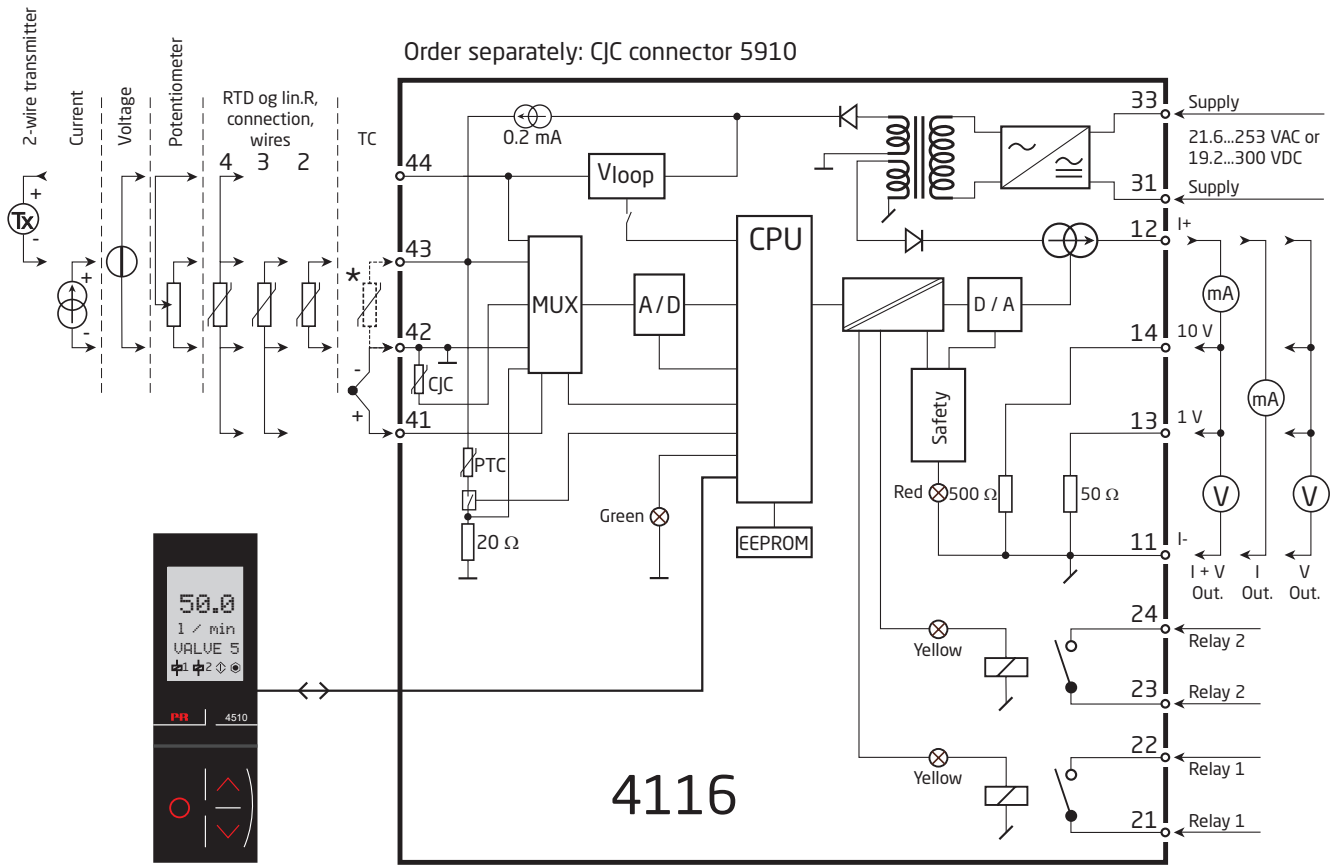 Order separately: CJC connector 5910
2-wire transmitter
Current
Voltage
Potentiometer
RTD og lin.R,
connection,
wires
4 3 2
TC
Tx
+
-
+
-
*
-
+
44
43
42
41
0.2 mA
Vloop
CPU
MUX
A/D
D / A
CJC
PTC
20 Ω
Green
EEPROM
Safety
Red
500 Ω
50 Ω
33
Supply
21.6...253 VAC or
19.2...300 VDC
31
Supply
12
I+
mA
14
10 V
mA
13
1 V
V
V
11
I-
I + V
Out.
I
Out.
V
Out.
24
Relay 2
Yellow
23
Relay 2
22
Relay 1
Yellow
21
Relay 1
4116
50.0
l / min
VALVE 5
1 2
PR
4510